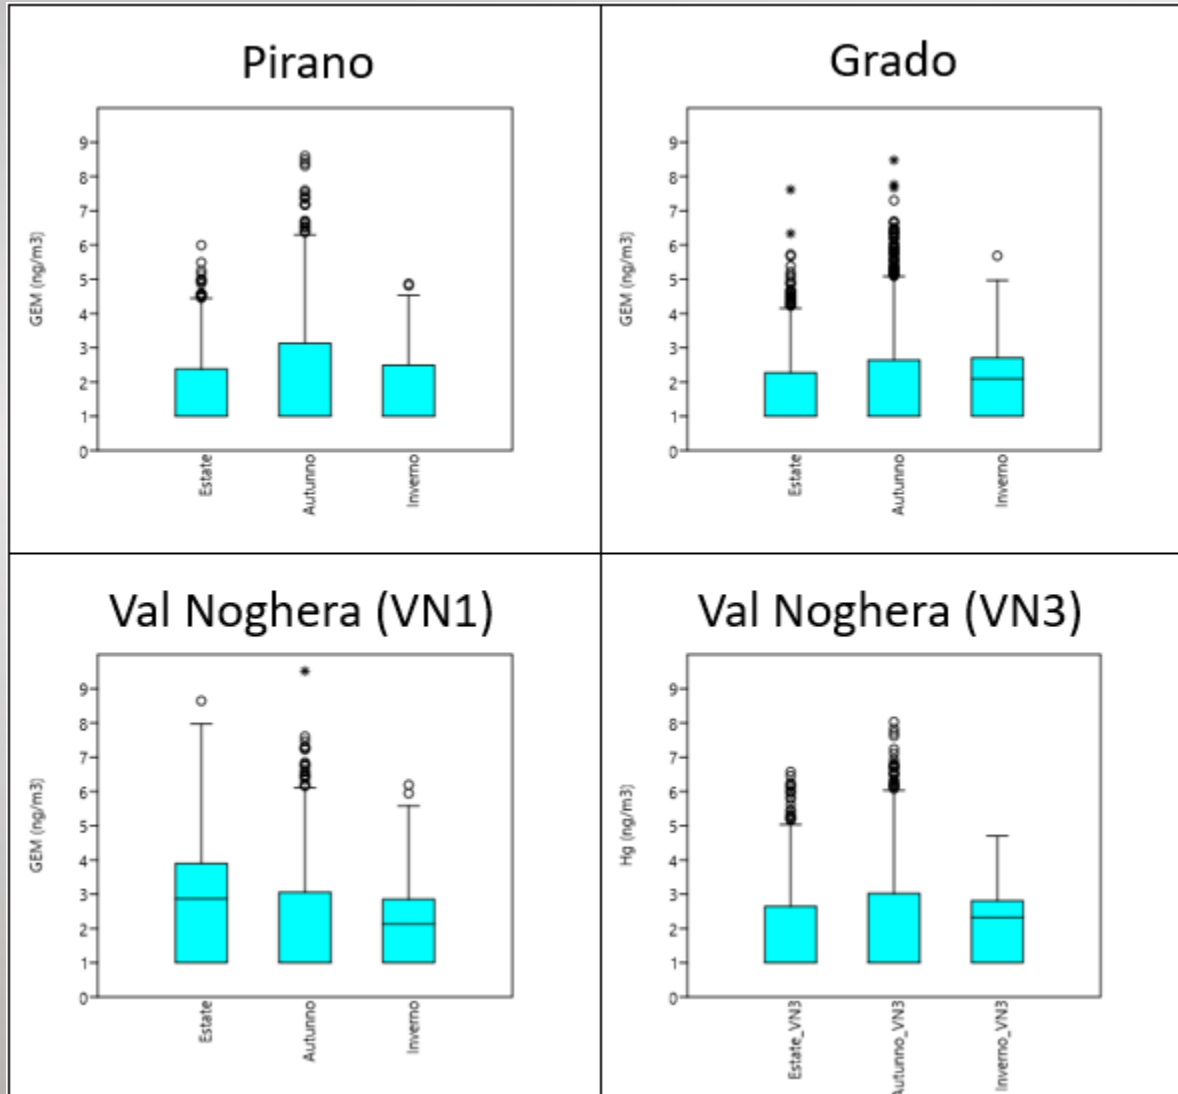 Pirano
GEM (ng/m3)
9
8
7
6
5
4
3
2
1
0
Estate
Autunno
Inverno
Grado
GEM (ng/m3)
9
8
7
6
5
4
3
2
1
0
Estate
Autunno
Inverno
Val Noghera (VN1)
GEM (ng/m3)
9
8
7
6
5
4
3
2
1
0
Estate
Autunno
Inverno
Val Noghera (VN3)
Hg (ng/m3)
9
8
7
6
5
4
3
2
1
0
Estate_VN3
Autunno_VN3
Inverno_VN3